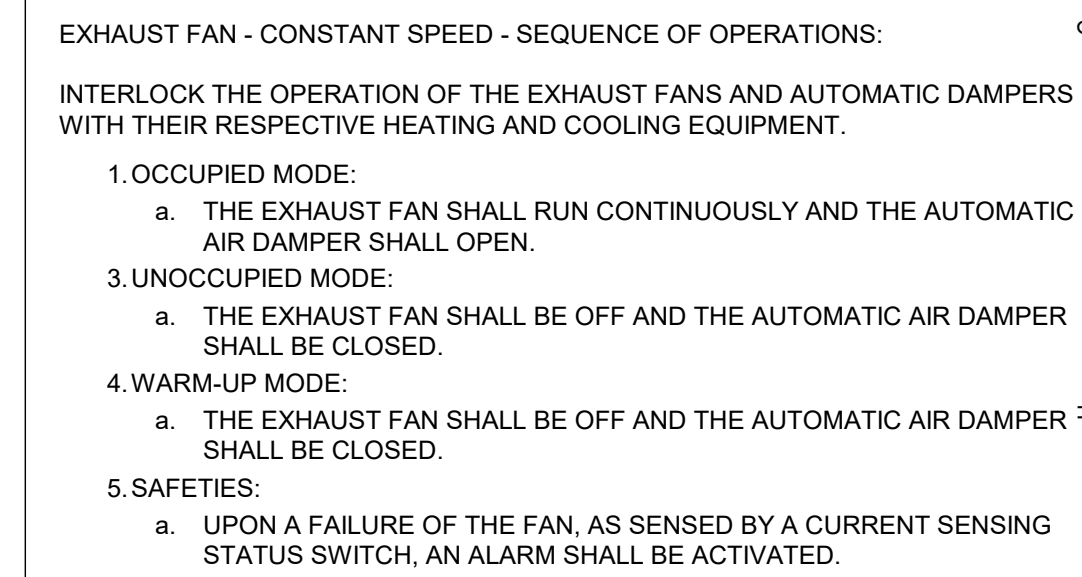 EXHAUST FAN - CONSTANT SPEED - SEQUENCE OF OPERATIONS:
INTERLOCK THE OPERATION OF THE EXHAUST FANS AND AUTOMATIC DAMPERS
WITH THEIR RESPECTIVE HEATING AND COOLING EQUIPMENT.
1. OCCUPIED MODE:
a. THE EXHAUST FAN SHALL RUN CONTINUOUSLY AND THE AUTOMATIC
AIR DAMPER SHALL OPEN.
3. UNOCCUPIED MODE:
a. THE EXHAUST FAN SHALL BE OFF AND THE AUTOMATIC AIR DAMPER
SHALL BE CLOSED.
4. WARM-UP MODE:
a. THE EXHAUST FAN SHALL BE OFF AND THE AUTOMATIC AIR DAMPER
SHALL BE CLOSED.
5. SAFETIES:
a. UPON A FAILURE OF THE FAN, AS SENSED BY A CURRENT SENSING
STATUS SWITCH, AN ALARM SHALL BE ACTIVATED.